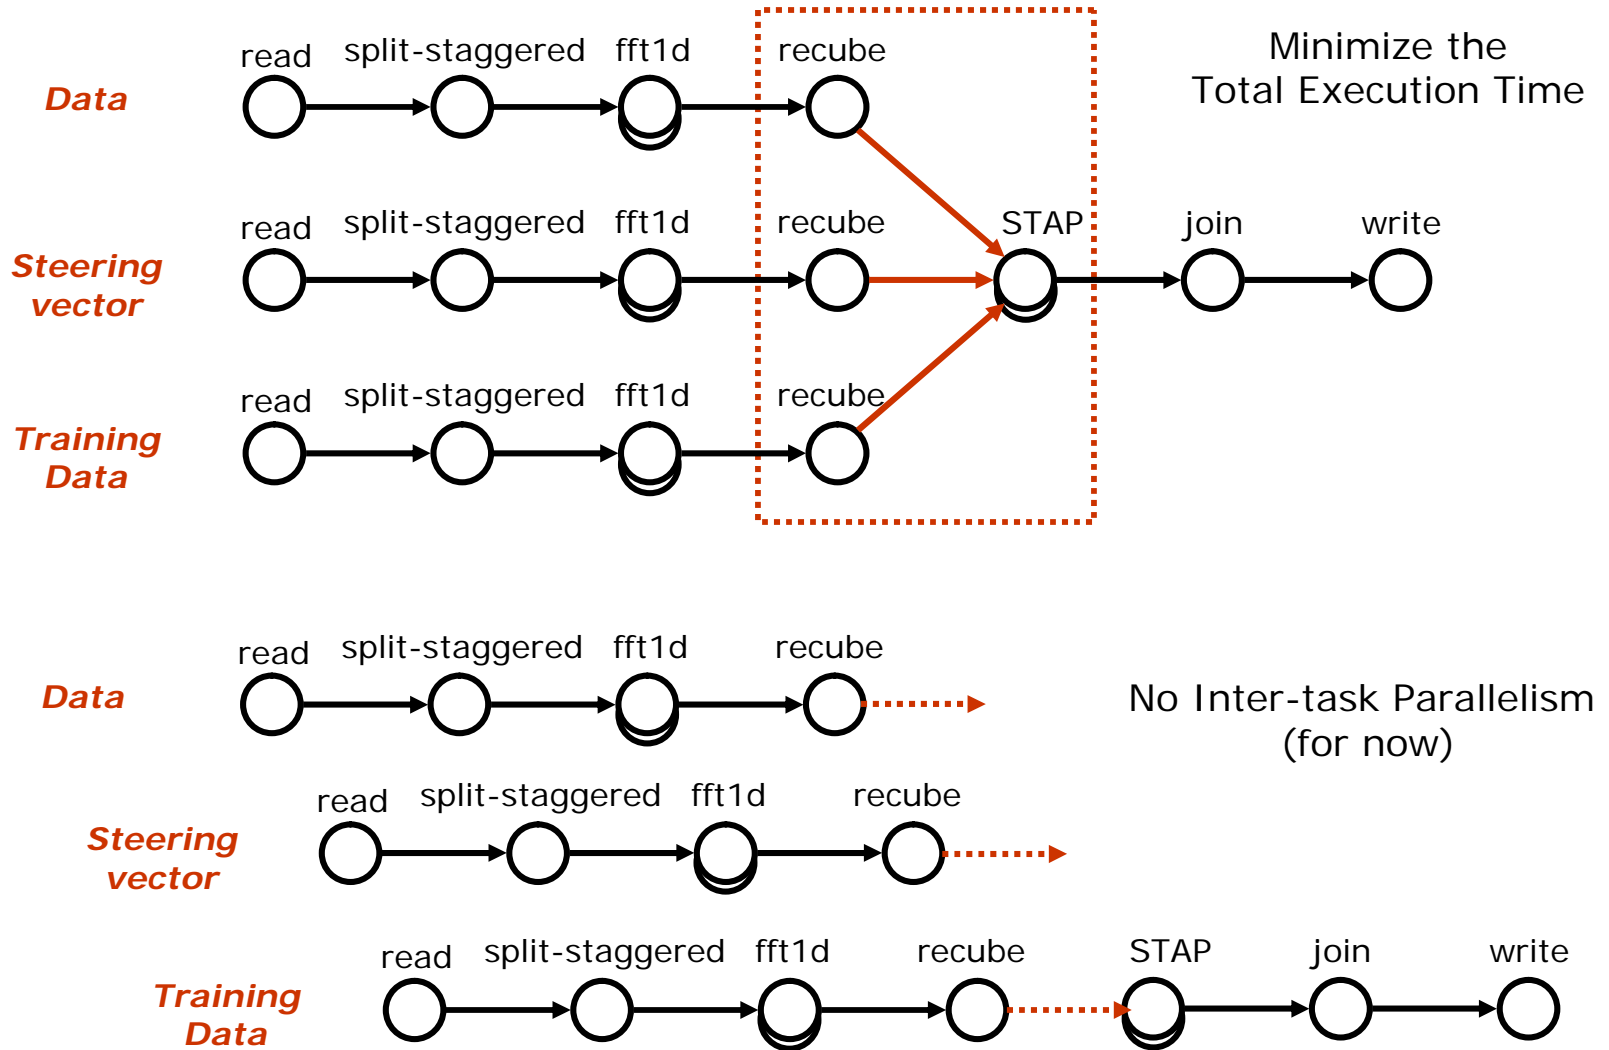 Minimize the
Total Execution Time
read split-staggered fft1d recube
Data
read split-staggered fft1d recube STAP join write
Steering
vector
read split-staggered fft1d recube
Training
Data
read split-staggered fft1d recube
Data
No Inter-task Parallelism
(for now)
read split-staggered fft1d recube
Steering
vector
read split-staggered fft1d recube STAP join write
Training
Data